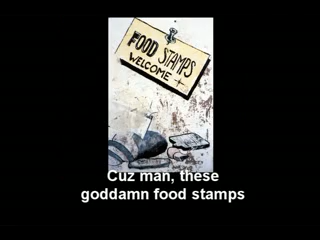 FOOD STAMPS
WELCOME
Cuz man, these
goddamn food stamps